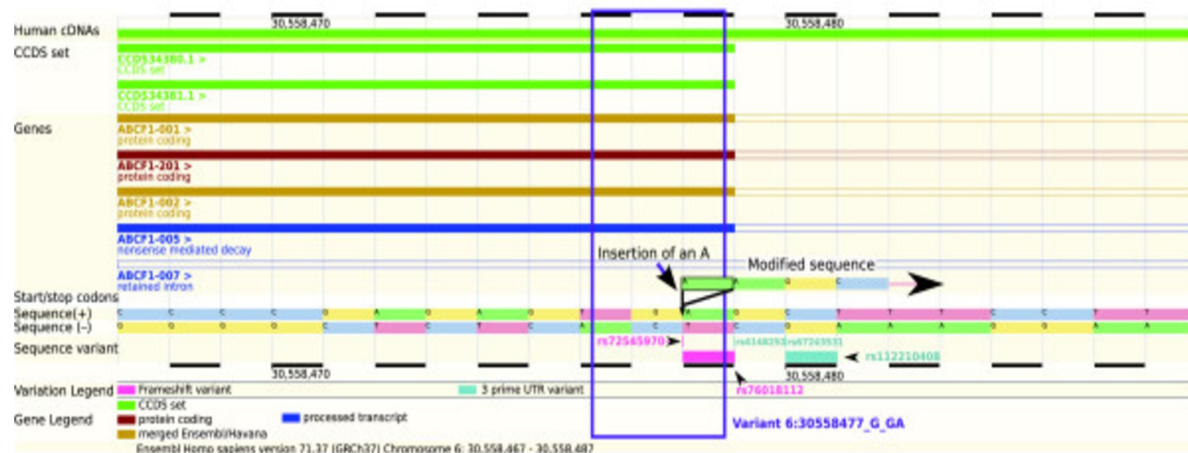 30,558,470 30,558,480
Human cDNAs
CCDS set
CCDS34380.1 >
CCDS set
CCDS34381.1 >
CCDS set
Genes
ABCF1-001 >
protein coding
ABCF1-201 >
protein coding
ABCF1-002 >
protein coding
ABCF1-005 >
nonsense mediated decay
Insertion of an A
Modified sequence
ABCF1-007 >
retained intron
A A G C
Start/stop codons
Sequence(+) C C C C G A G A G T G A G C T T T C T T
Sequence (-) G G G G C T C T C A C T C G A A A G A A
rs72545970
Sequence variant
rs112210408
30,558,470 30,558,480
rs76018112
Variation Legend Frameshift variant 3 prime UTR variant
CCDS set
Gene Legend protein coding processed transcript
merged Ensembl/Havana
Variant 6:30558477_G_GA
Ensembl Homo sapiens version 71.37 (GRCh37) Chromosome 6: 30,558,467 - 30,558,487